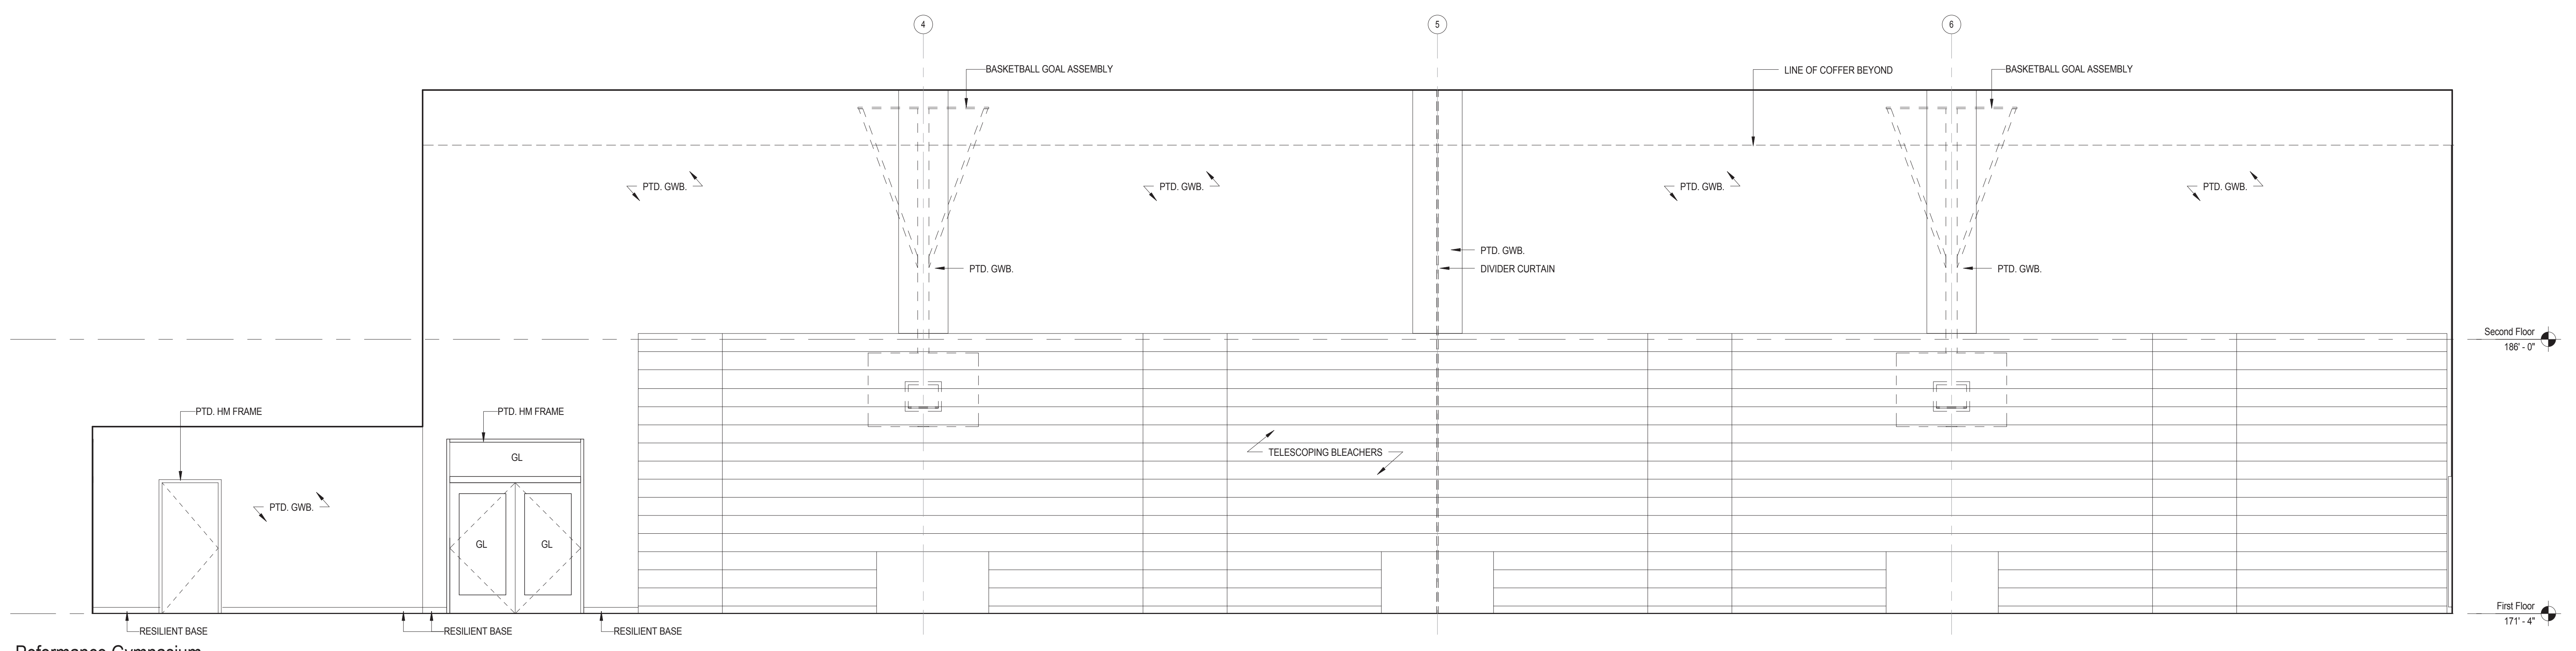 4
5
6
BASKETBALL GOAL ASSEMBLY
LINE OF COFFER BEYOND
BASKETBALL GOAL ASSEMBLY
PTD. GWB.
PTD. GWB.
PTD. GWB.
PTD. GWB.
PTD. GWB.
DIVIDER CURTAIN
PTD. GWB.
PTD. GWB.
Second Floor
186' - 0"
PTD. HM FRAME
PTD. HM FRAME
GL
TELESCOPING BLEACHERS
PTD. GWB.
GL
GL
First Floor
171' - 4"
RESILIENT BASE
RESILIENT BASE
RESILIENT BASE
Peformance Gymnasium